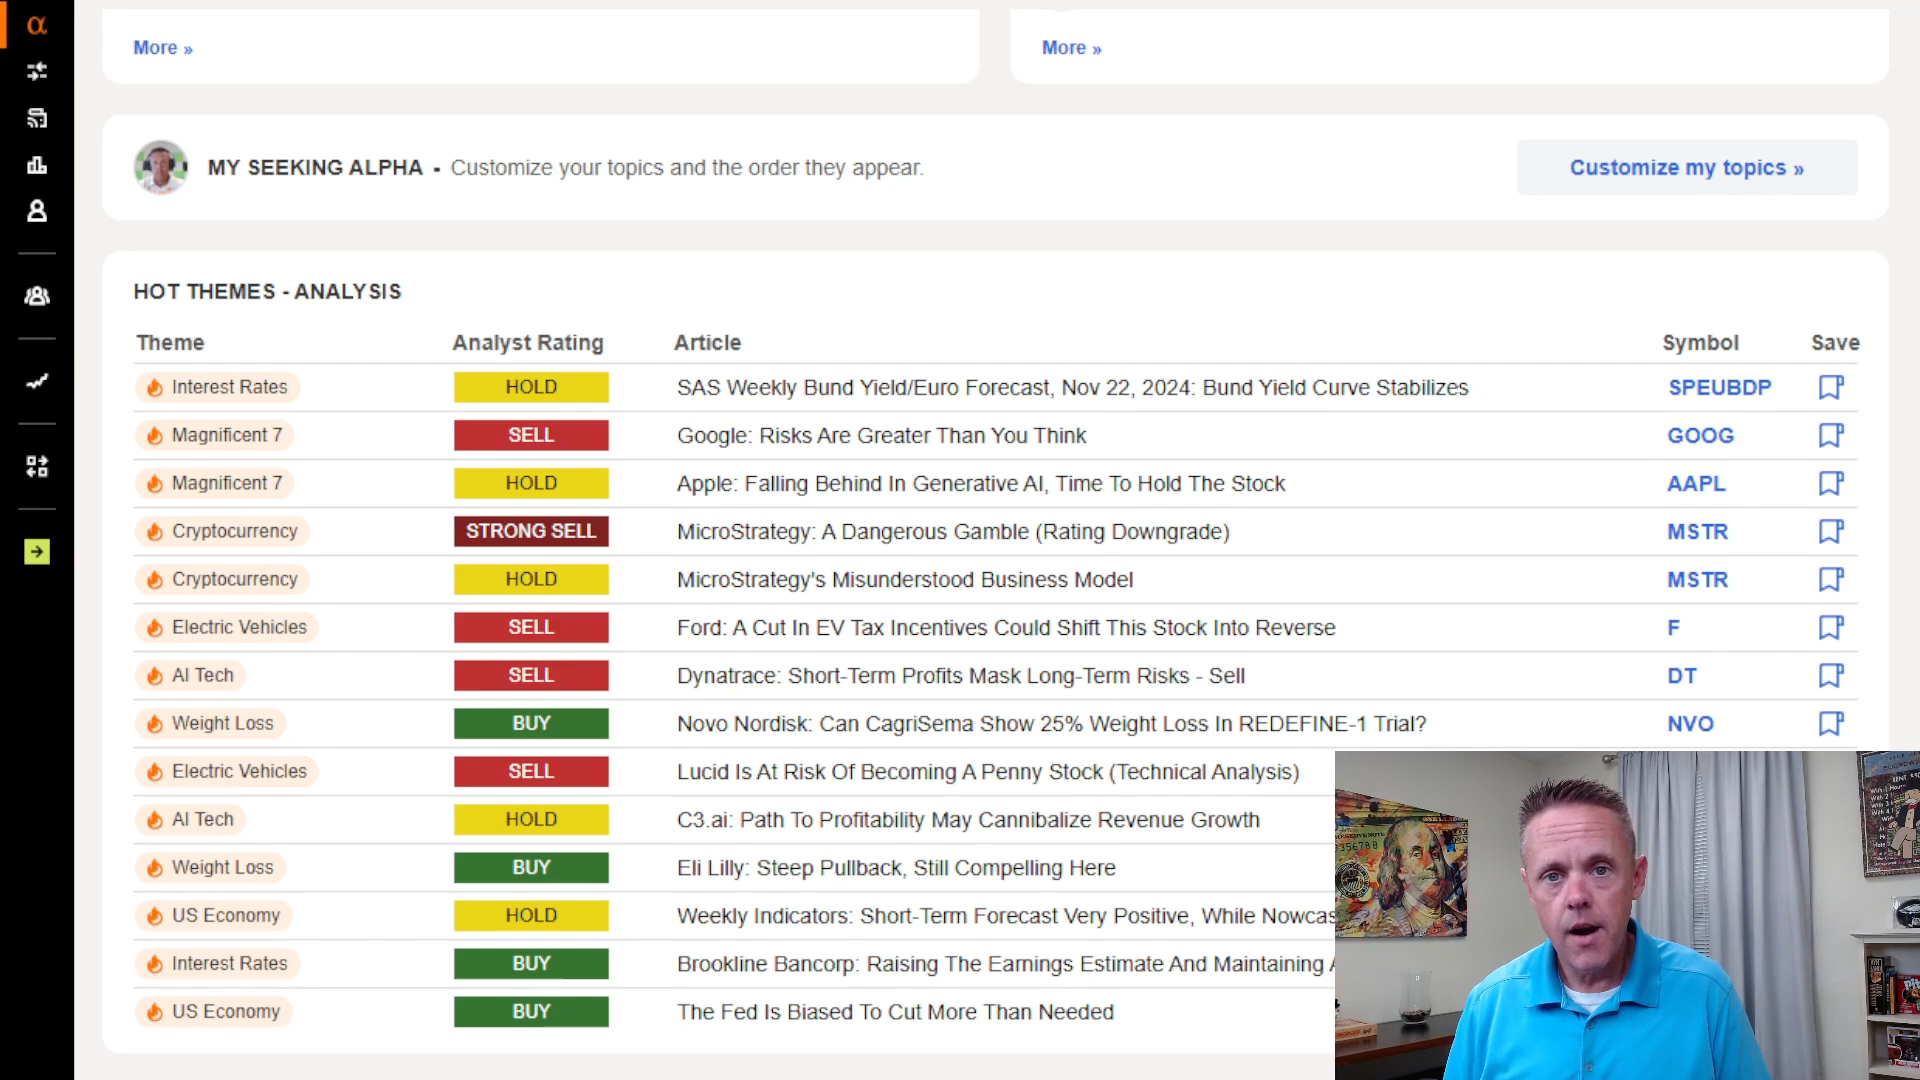 More »
More »
MY SEEKING ALPHA - Customize your topics and the order they appear.
Customize my topics »
HOT THEMES - ANALYSIS
Theme Analyst Rating Article Symbol Save
Interest Rates HOLD SAS Weekly Bund Yield/Euro Forecast, Nov 22, 2024: Bund Yield Curve Stabilizes SPEUBDP
Magnificent 7 SELL Google: Risks Are Greater Than You Think GOOG
Magnificent 7 HOLD Apple: Falling Behind In Generative AI, Time To Hold The Stock AAPL
Cryptocurrency STRONG SELL MicroStrategy: A Dangerous Gamble (Rating Downgrade) MSTR
Cryptocurrency HOLD MicroStrategy's Misunderstood Business Model MSTR
Electric Vehicles SELL Ford: A Cut In EV Tax Incentives Could Shift This Stock Into Reverse F
AI Tech SELL Dynatrace: Short-Term Profits Mask Long-Term Risks - Sell DT
Weight Loss BUY Novo Nordisk: Can CagriSema Show 25% Weight Loss In REDEFINE-1 Trial? NVO
Electric Vehicles SELL Lucid Is At Risk Of Becoming A Penny Stock (Technical Analysis)
AI Tech HOLD C3.ai: Path To Profitability May Cannibalize Revenue Growth
Weight Loss BUY Eli Lilly: Steep Pullback, Still Compelling Here
US Economy HOLD Weekly Indicators: Short-Term Forecast Very Positive, While Nowcas
Interest Rates BUY Brookline Bancorp: Raising The Earnings Estimate And Maintaining A
US Economy BUY The Fed Is Biased To Cut More Than Needed